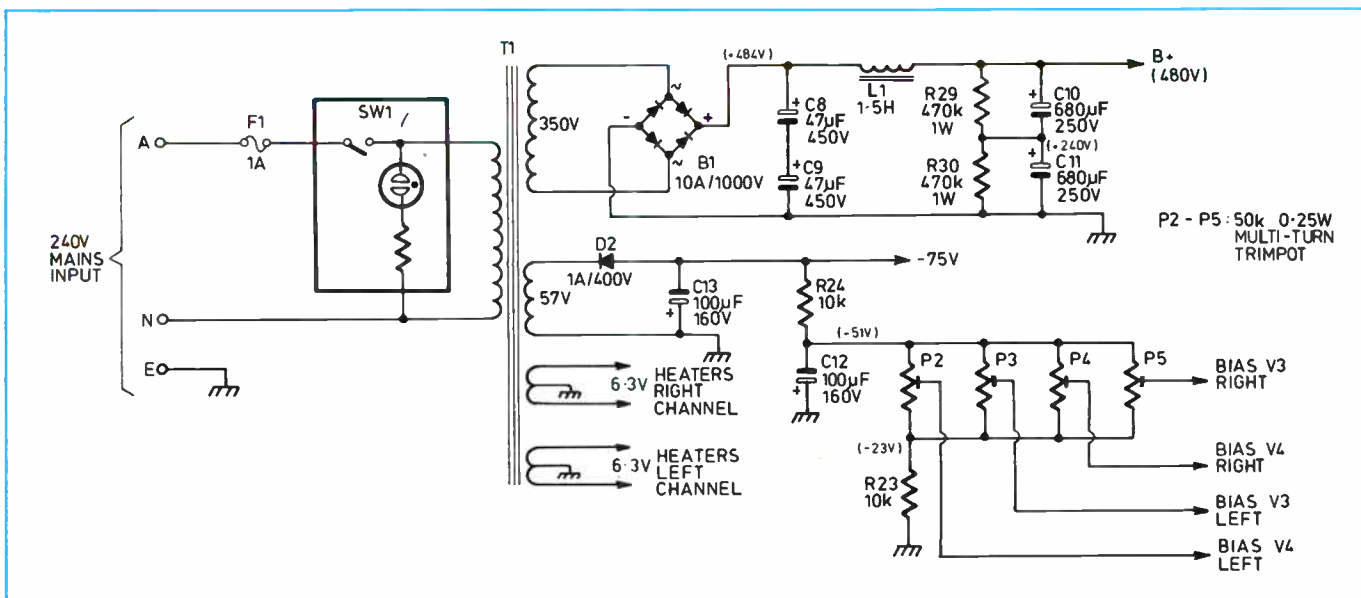 T1
(+484V)
B+
(480V)
L1
1·5H
F1
1A
SW1
A
350V
~
-
+
~
B1
10A/1000V
+
C8
47µF
450V
+
C9
47µF
450V
R29
470k
1W
R30
470k
1W
+
C10
680µF
250V
(+240V)
+
C11
680µF
250V
P2 - P5 : 50k 0·25W
MULTI-TURN
TRIMPOT
240V
MAINS
INPUT
N
E
57V
D2
1A/400V
-75V
C13
100µF
160V
+
R24
10k
(-51V)
C12
100µF
160V
+
P2
P3
P4
P5
BIAS V3
RIGHT
6·3V
HEATERS
RIGHT
CHANNEL
(-23V)
R23
10k
BIAS V4
RIGHT
6·3V
HEATERS
LEFT
CHANNEL
BIAS V3
LEFT
BIAS V4
LEFT